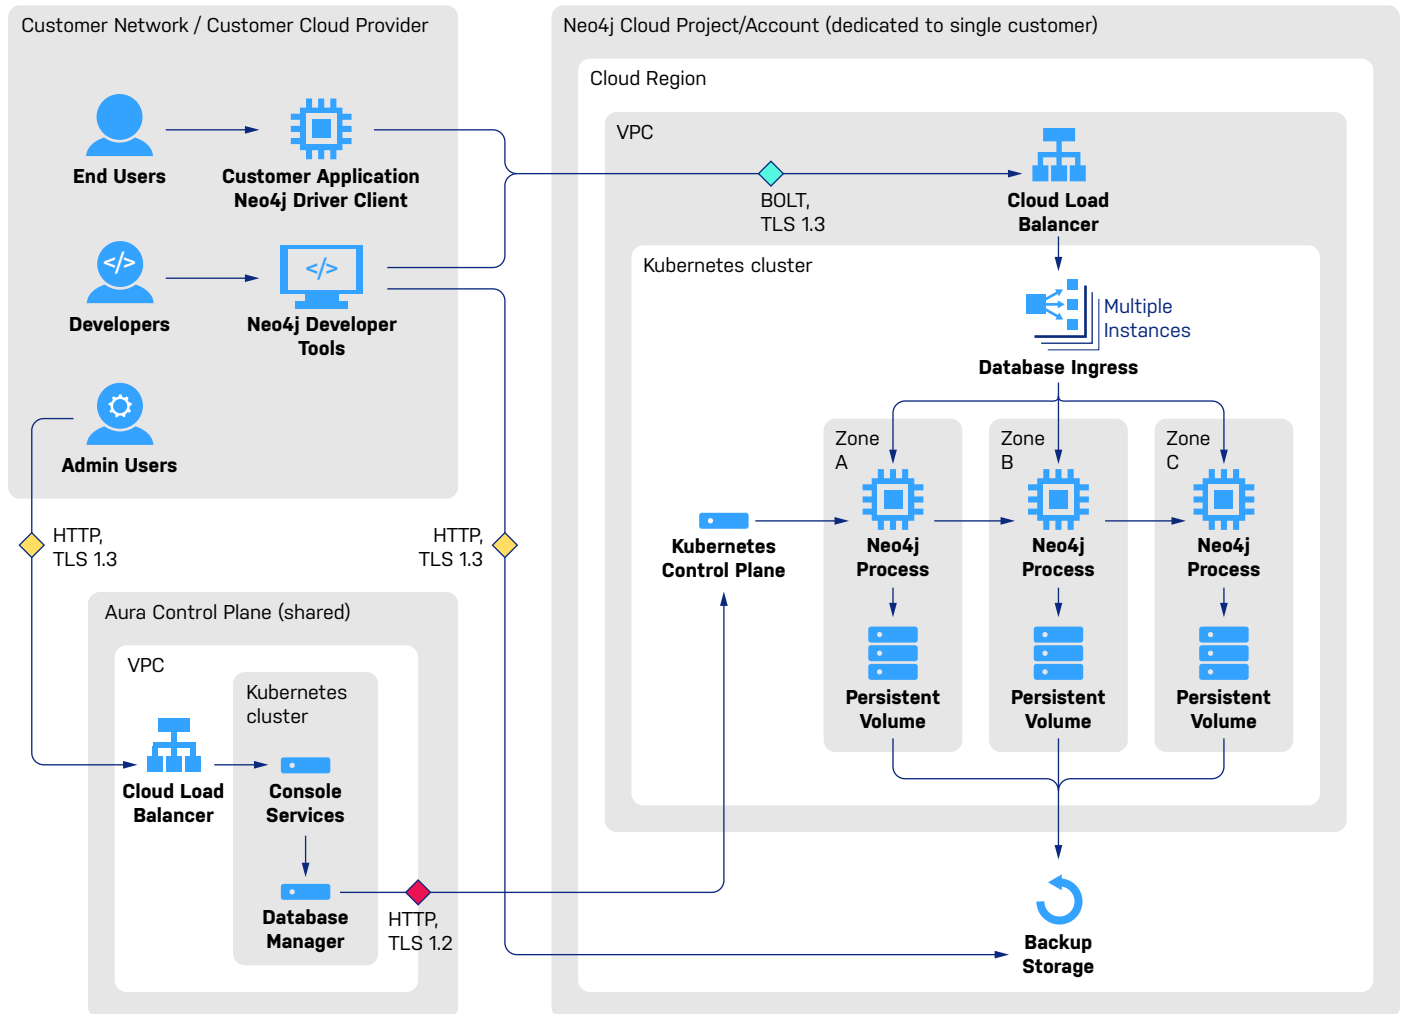 Customer Network / Customer Cloud Provider
End Users
Customer Application
Neo4j Driver Client
</>
Developers
</>
Neo4j Developer
Tools
Admin Users
HTTP,
TLS 1.3
HTTP,
TLS 1.3
Aura Control Plane (shared)
VPC
Kubernetes
cluster
Cloud Load
Balancer
Console
Services
Database
Manager
HTTP,
TLS 1.2
Neo4j Cloud Project/Account (dedicated to single customer)
Cloud Region
VPC
BOLT,
TLS 1.3
Cloud Load
Balancer
Kubernetes cluster
Multiple
Instances
Database Ingress
Kubernetes
Control Plane
Zone
A
Neo4j
Process
Persistent
Volume
Zone
B
Neo4j
Process
Persistent
Volume
Zone
C
Neo4j
Process
Persistent
Volume
Backup
Storage